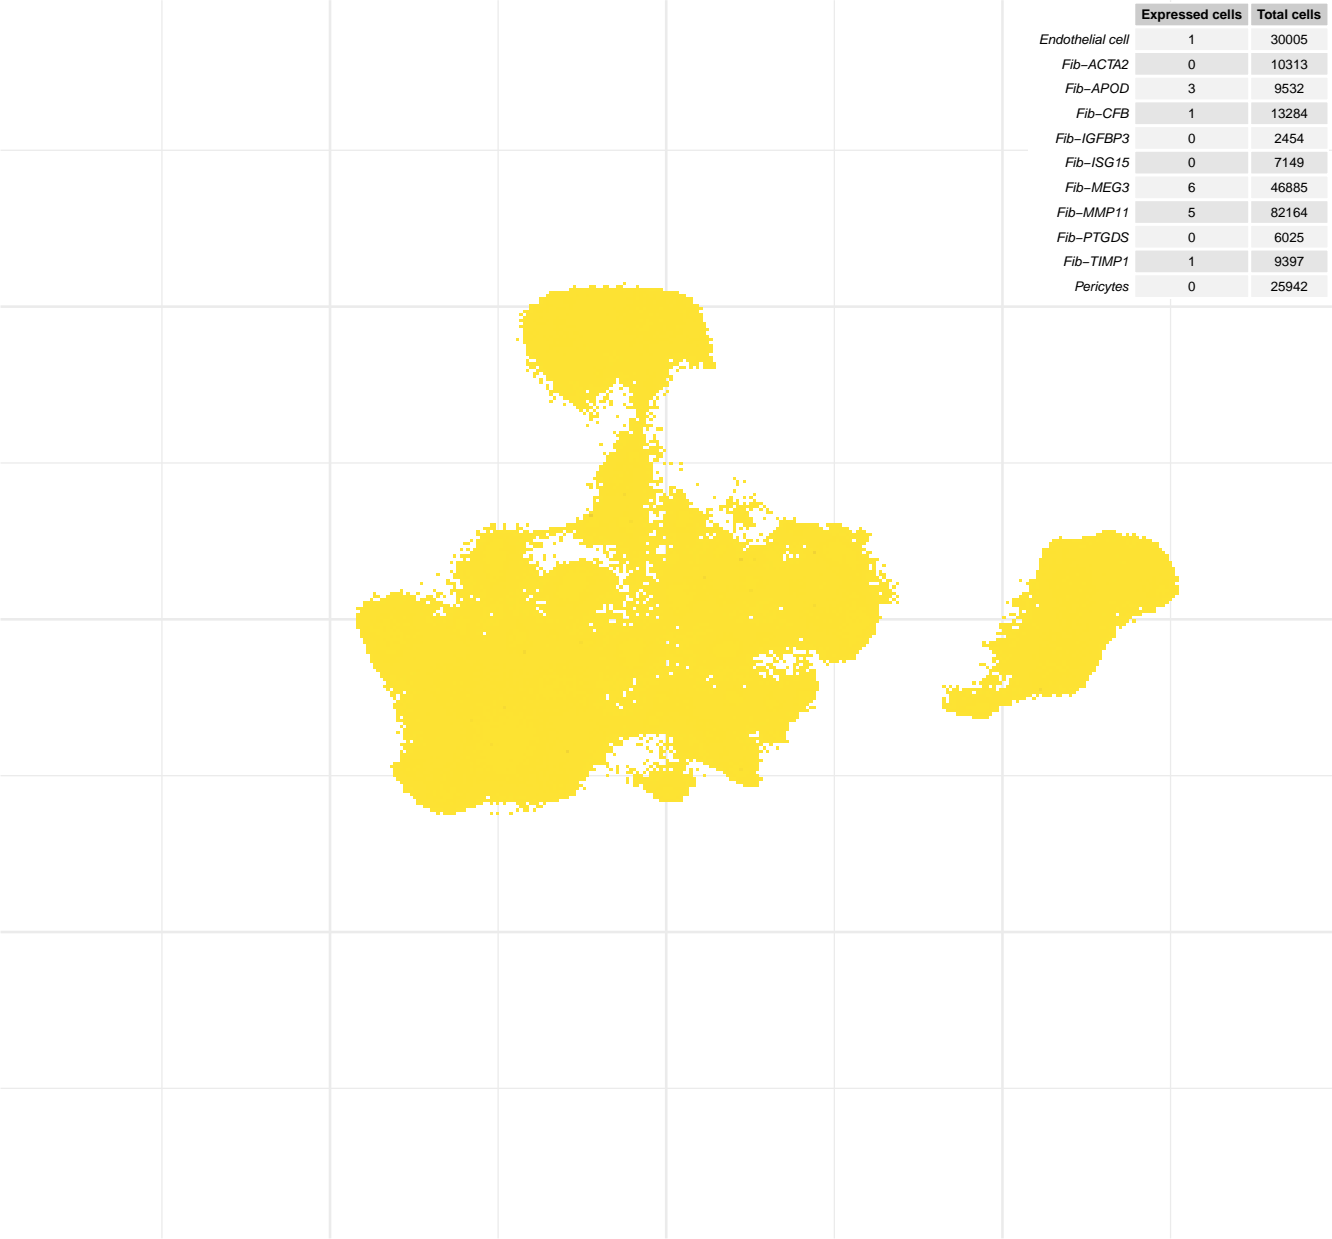 Expressed cells Total cells
Endothelial cell 1 30005
Fib−ACTA2 0 10313
Fib−APOD 3 9532
Fib−CFB 1 13284
Fib−IGFBP3 0 2454
Fib−ISG15 0 7149
Fib−MEG3 6 46885
Fib−MMP11 5 82164
Fib−PTGDS 0 6025
Fib−TIMP1 1 9397
Pericytes 0 25942